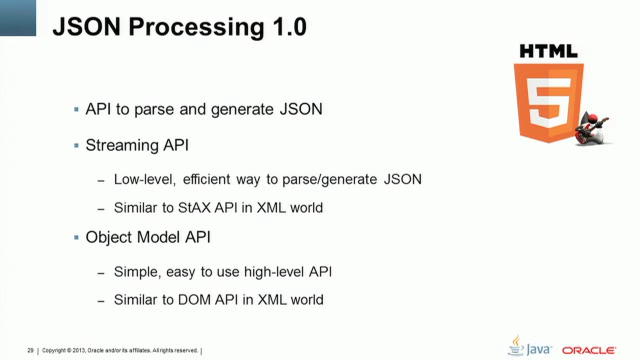 JSON Processing 1.0
HTML
5
API to parse and generate JSON
Streaming API
– Low-level, efficient way to parse/generate JSON
– Similar to StAX API in XML world
Object Model API
– Simple, easy to use high-level API
– Similar to DOM API in XML world
29 | Copyright © 2013, Oracle and/or its affiliates. All rights reserved. |
Java
ORACLE